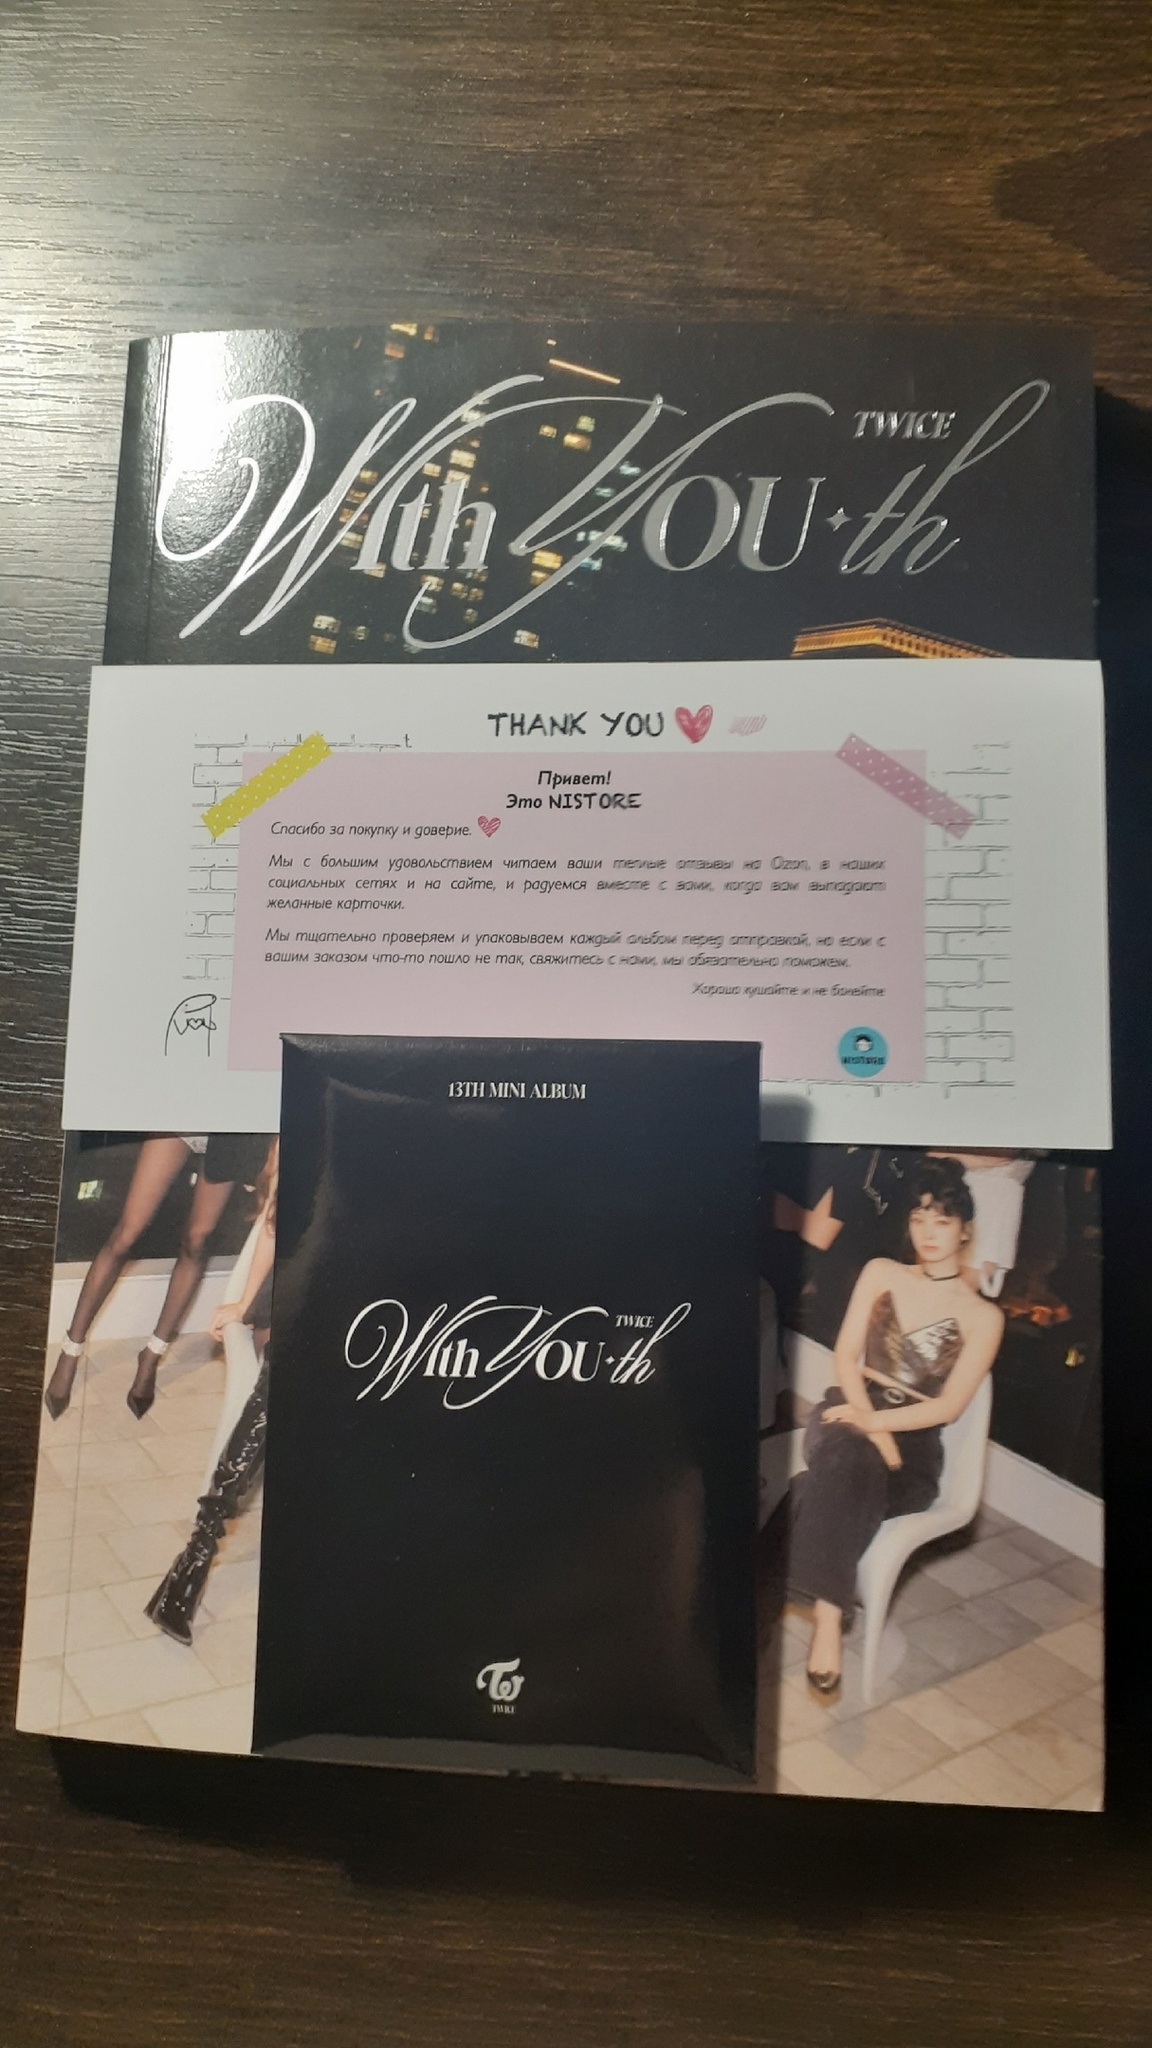 TWICE
With YOU-th
THANK YOU
Привет!
Это NISTORE
Спасибо за покупку и доверие.
Мы с большим удовольствием читаем ваши теплые отзывы на Ozon, в наших
социальных сетях и на сайте, и радуемся вместе с вами, когда вам выпадают
желанные карточки.
Мы тщательно проверяем и упаковываем каждый альбом перед отправкой, но если с
вашим заказом что-то пошло не так, свяжитесь с нами, мы обязательно поможем.
Хорошо кушайте и не болейте
NISTORE
13TH MINI ALBUM
TWICE
With YOU-th
TW
TWICE